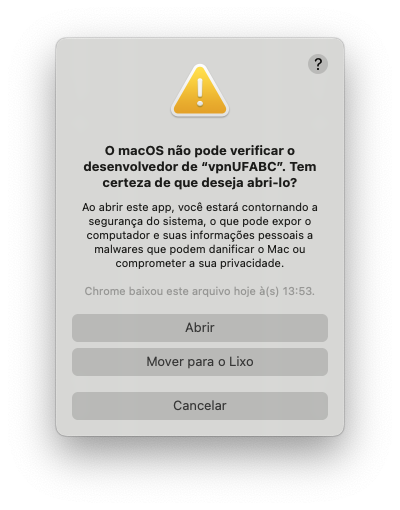 ?
O macOS não pode verificar o
desenvolvedor de “vpnUFABC”. Tem
certeza de que deseja abri-lo?
Ao abrir este app, você estará contornando a
segurança do sistema, o que pode expor o
computador e suas informações pessoais a
malwares que podem danificar o Mac ou
comprometer a sua privacidade.
Chrome baixou este arquivo hoje à(s) 13:53.
Abrir
Mover para o Lixo
Cancelar